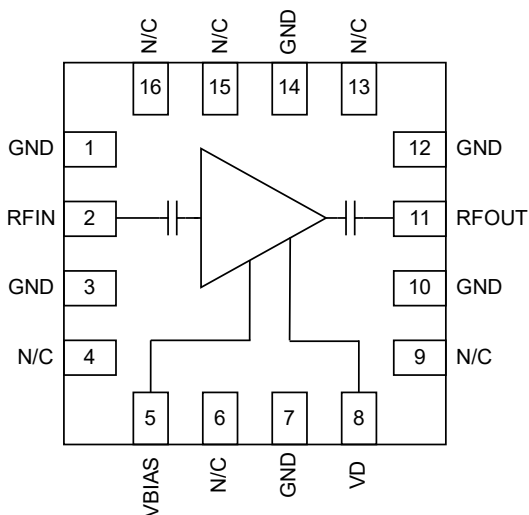 N/C
N/C
GND
N/C
16
15
14
13
GND 1
12 GND
RFIN 2
11 RFOUT
GND 3
10 GND
N/C 4
9 N/C
5
6
7
8
VBIAS
N/C
GND
VD